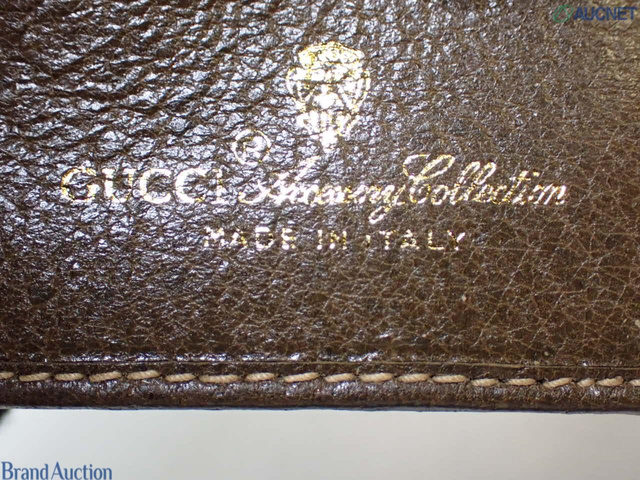 AUCNET
GUCCI Accessory Collection
MADE IN ITALY
Brand Auction